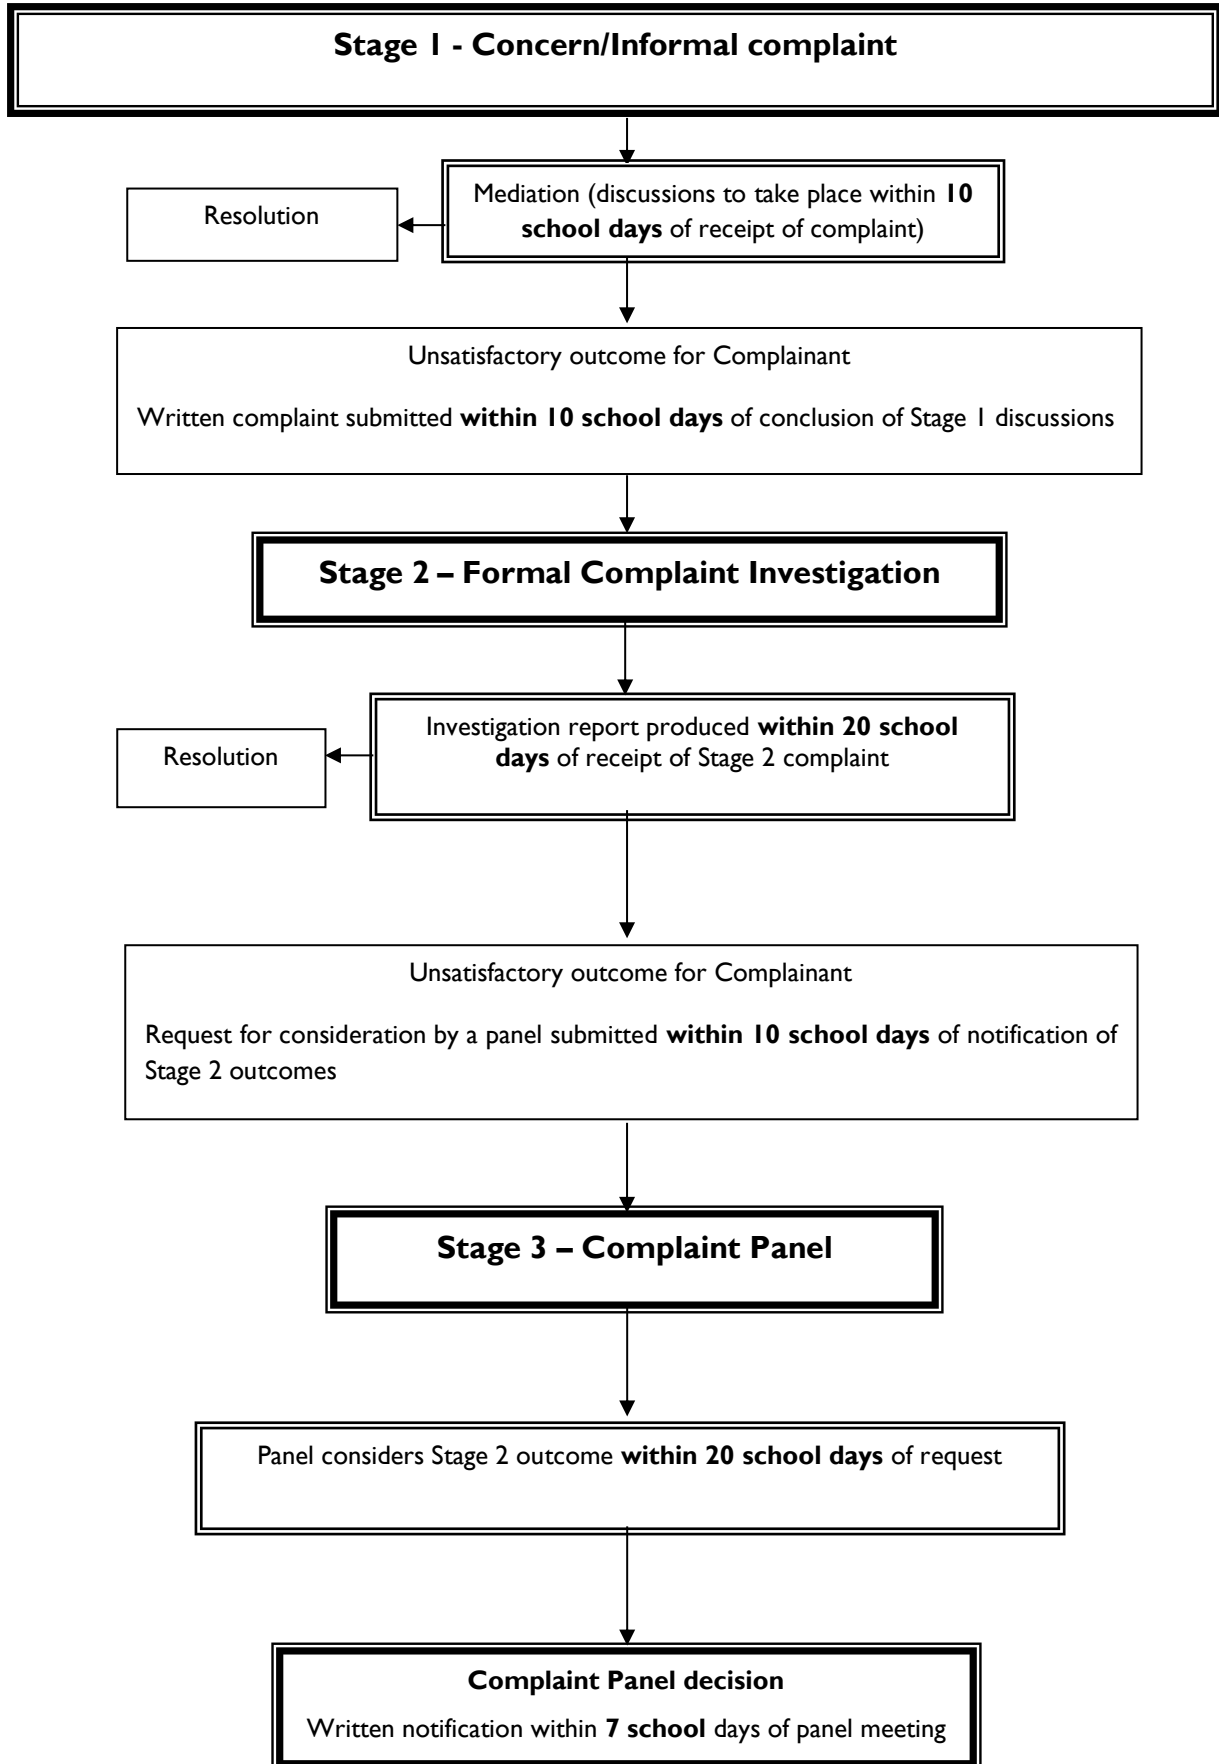 Stage 1 - Concern/Informal complaint
Mediation (discussions to take place within 10
school days of receipt of complaint)
Resolution
Unsatisfactory outcome for Complainant
Written complaint submitted within 10 school days of conclusion of Stage 1 discussions
Stage 2 – Formal Complaint Investigation
Investigation report produced within 20 school
days of receipt of Stage 2 complaint
Resolution
Unsatisfactory outcome for Complainant
Request for consideration by a panel submitted within 10 school days of notification of
Stage 2 outcomes
Stage 3 – Complaint Panel
Panel considers Stage 2 outcome within 20 school days of request
Complaint Panel decision
Written notification within 7 school days of panel meeting